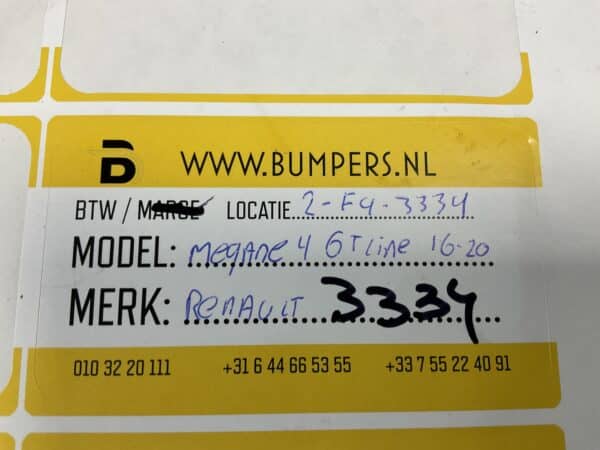 B WWW.BUMPERS.NL
BTW / MARGE LOCATIE 2-F4-3334
MODEL: Megane 4 GT Line 16-20
MERK: Renault 3334
010 32 20 111 +31 6 44 66 53 55 +33 7 55 22 40 91